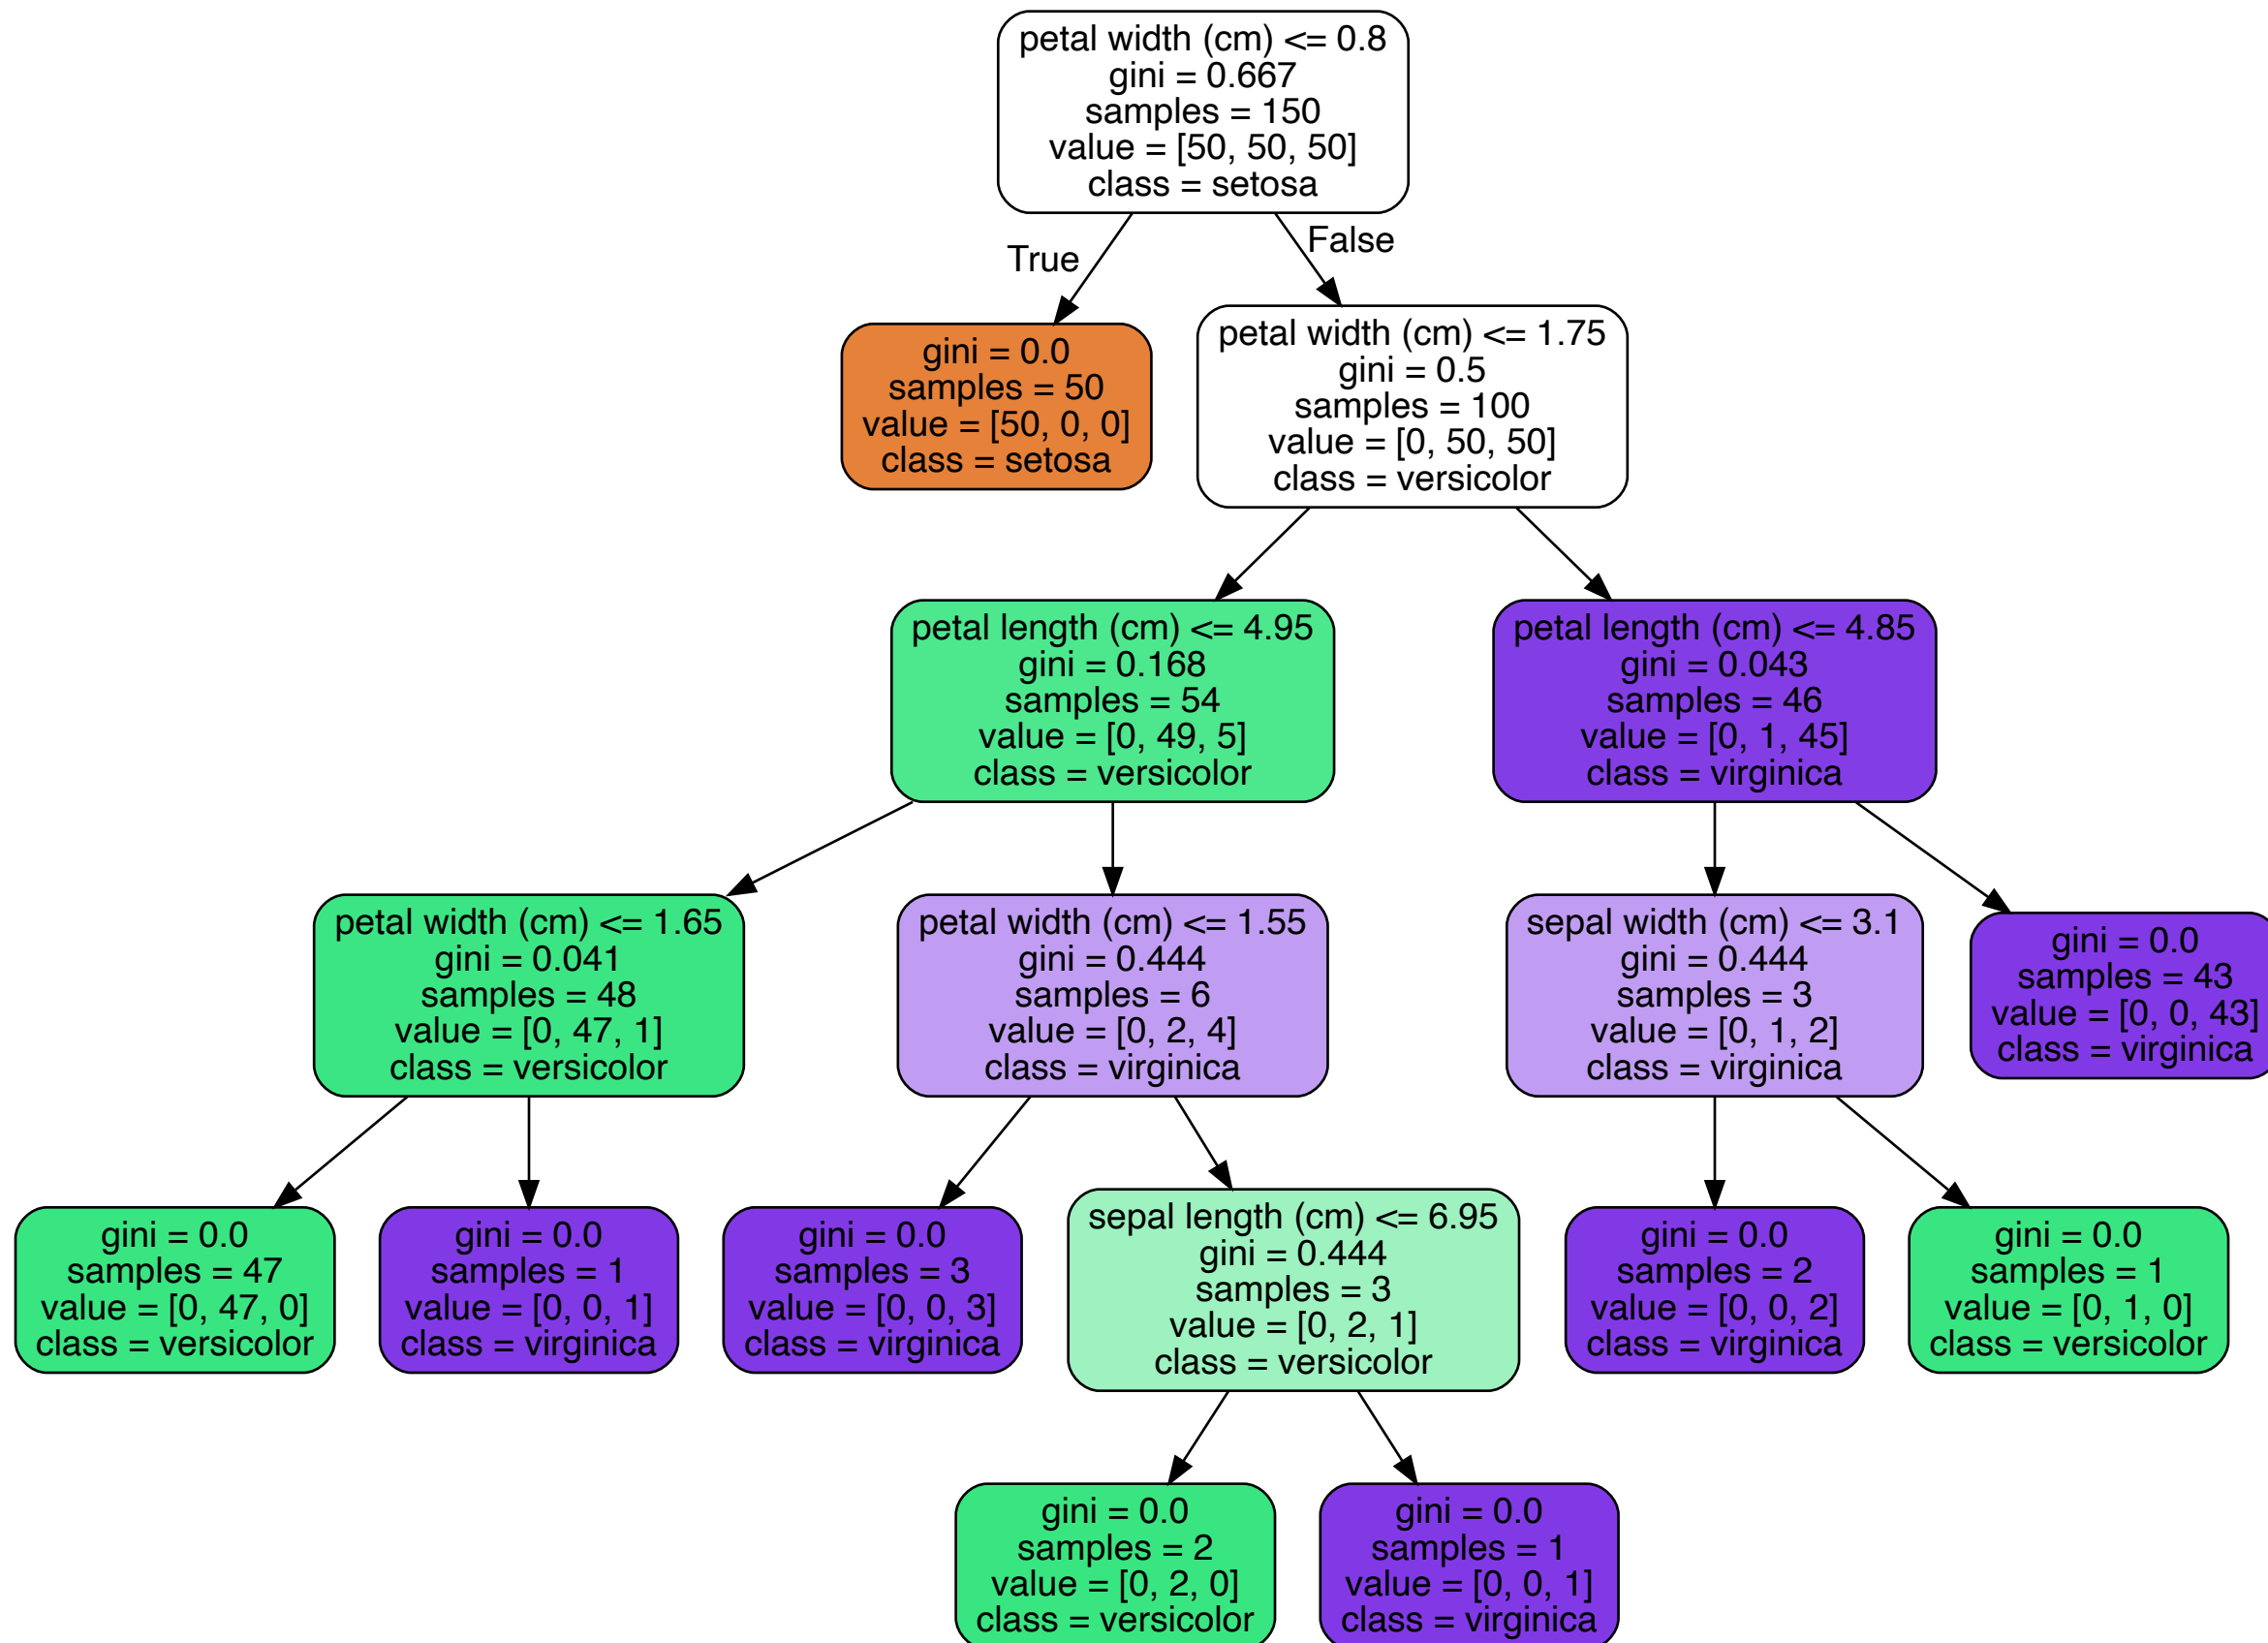 petal width (cm) <= 0.8
gini = 0.667
samples = 150
value = [50, 50, 50]
class = setosa
True
False
gini = 0.0
samples = 50
value = [50, 0, 0]
class = setosa
petal width (cm) <= 1.75
gini = 0.5
samples = 100
value = [0, 50, 50]
class = versicolor
petal length (cm) <= 4.95
gini = 0.168
samples = 54
value = [0, 49, 5]
class = versicolor
petal length (cm) <= 4.85
gini = 0.043
samples = 46
value = [0, 1, 45]
class = virginica
petal width (cm) <= 1.65
gini = 0.041
samples = 48
value = [0, 47, 1]
class = versicolor
petal width (cm) <= 1.55
gini = 0.444
samples = 6
value = [0, 2, 4]
class = virginica
sepal width (cm) <= 3.1
gini = 0.444
samples = 3
value = [0, 1, 2]
class = virginica
gini = 0.0
samples = 43
value = [0, 0, 43]
class = virginica
gini = 0.0
samples = 47
value = [0, 47, 0]
class = versicolor
gini = 0.0
samples = 1
value = [0, 0, 1]
class = virginica
gini = 0.0
samples = 3
value = [0, 0, 3]
class = virginica
sepal length (cm) <= 6.95
gini = 0.444
samples = 3
value = [0, 2, 1]
class = versicolor
gini = 0.0
samples = 2
value = [0, 0, 2]
class = virginica
gini = 0.0
samples = 1
value = [0, 1, 0]
class = versicolor
gini = 0.0
samples = 2
value = [0, 2, 0]
class = versicolor
gini = 0.0
samples = 1
value = [0, 0, 1]
class = virginica